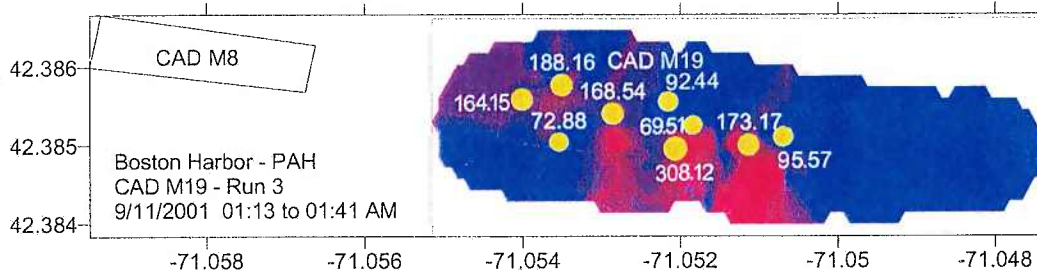 CAD M8
42.386
42.385
42.384
188.16 CAD M19
92.44
164.15
168.54
72.88
69.51
173.17
308.12
95.57
Boston Harbor - PAH
CAD M19 - Run 3
9/11/2001 01:13 to 01:41 AM
-71.058 -71.056 -71.054 -71.052 -71.05 -71.048